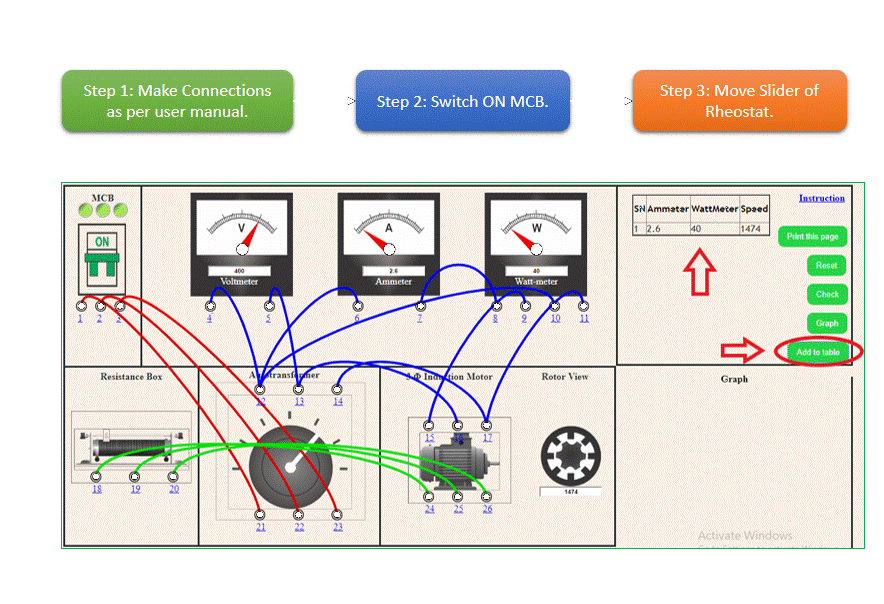 Step 1: Make Connections
as per user manual.
Step 2: Switch ON MCB.
Step 3: Move Slider of
Rheostat.
MCB
ON
1 2 3
V
400
Voltmeter
4 5
A
2.6
Ammeter
6 7
W
40
Watt-meter
8 9 10 11
SN Ammeter WattMeter Speed
1 2.6 40 1474
Instruction
Print this page
Reset
Check
Graph
Add to table
Resistance Box
18 19 20
Autotransformer
12 13 14
21 22 23
Induction Motor
15 17
24 25 26
Rotor View
1474
Graph
Activate Windows